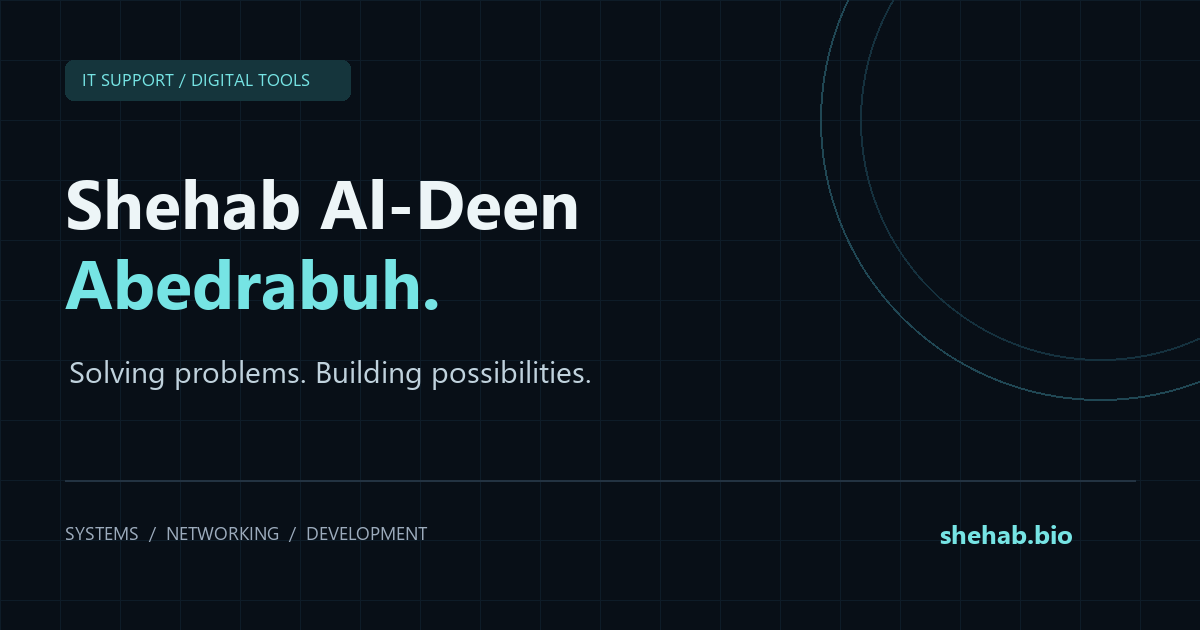 IT SUPPORT / DIGITAL TOOLS
Shehab Al-Deen
Abedrabuh.
Solving problems. Building possibilities.
SYSTEMS / NETWORKING / DEVELOPMENT
shehab.bio